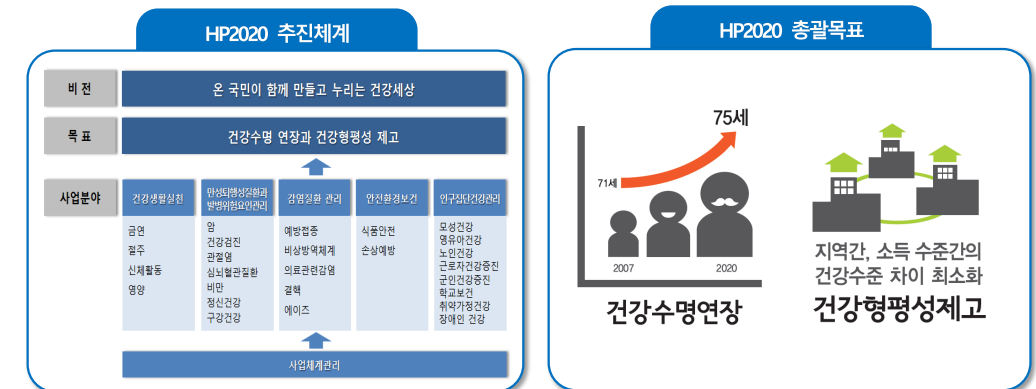 HP2020 추진체계
비 전
온 국민이 함께 만들고 누리는 건강세상
목 표
건강수명 연장과 건강형평성 제고
사업분야
건강생활실천
금연
절주
신체활동
영양
만성퇴행성질환과
발병위험요인관리
암
건강검진
관절염
심뇌혈관질환
비만
정신건강
구강건강
감염질환 관리
예방접종
비상방역체계
의료관련감염
결핵
에이즈
안전환경보건
식품안전
손상예방
인구집단건강관리
모성건강
영유아건강
노인건강
근로자건강증진
군인건강증진
학교보건
취약가정건강
장애인 건강
사업체계관리
HP2020 총괄목표
75세
71세
2007
2020
건강수명연장
지역간, 소득 수준간의
건강수준 차이 최소화
건강형평성제고